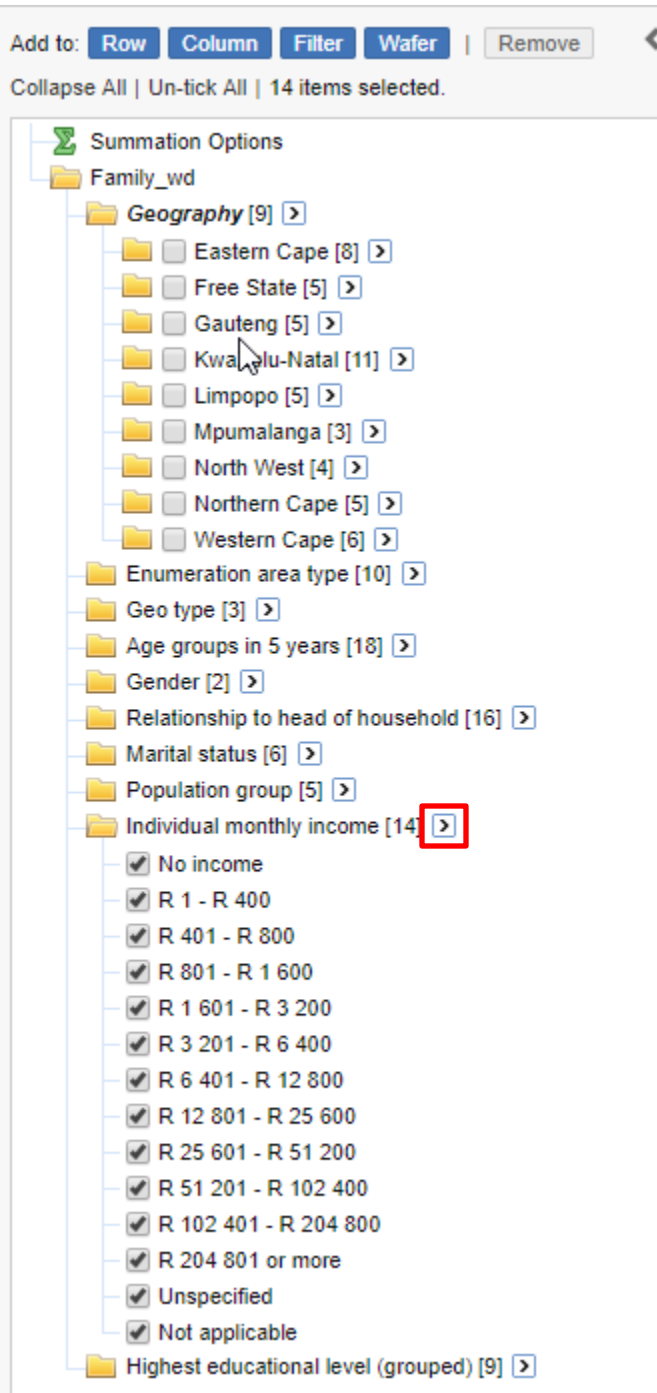 Add to: Row Column Filter Wafer | Remove
Collapse All | Un-tick All | 14 items selected.
Summation Options
Family_wd
Geography [9]
Eastern Cape [8]
Free State [5]
Gauteng [5]
lu-Natal [11]
Limpopo [5]
Mpumalanga [3]
North West [4]
Northern Cape [5]
Western Cape [6]
Enumeration area type [10]
Geo type [3]
Age groups in 5 years [18]
Gender [2]
Relationship to head of household [16]
Marital status [6]
Population group [5]
Individual monthly income [14]
No income
R 1 - R 400
R 401 - R 800
R 801 - R 1 600
R 1 601 - R 3 200
R 3 201 - R 6 400
R 6 401 - R 12 800
R 12 801 - R 25 600
R 25 601 - R 51 200
R 51 201 - R 102 400
R 102 401 - R 204 800
R 204 801 or more
Unspecified
Not applicable
Highest educational level (grouped) [9]